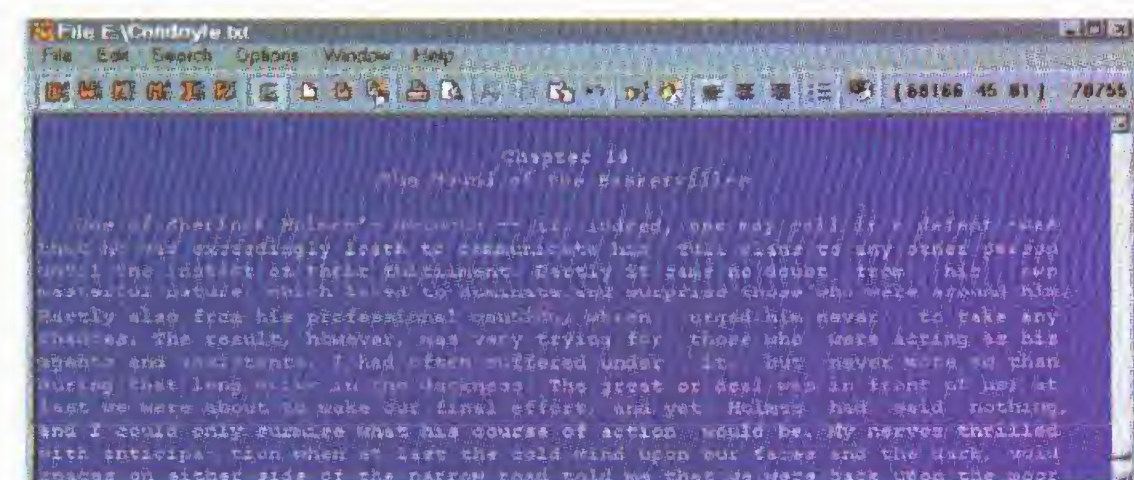 File E:\Condoyle.txt
File Edit Search Options Window Help
(68166 45 81) 70755
Chapter 14
The Hound of the Baskervilles
One of Sherlock Holmes's defects -- if, indeed, one may call it a defect -was
that he was exceedingly loath to communicate his full plans to any other person
until the instant of their fulfilment. Partly it came no doubt from his own
masterful nature, which loved to dominate and surprise those who were around him.
Partly also from his professional caution, which urged him never to take any
chances. The result, however, was very trying for those who were acting as his
agents and assistants. I had often suffered under it, but never more so than
during that long drive in the darkness. The great or deal was in front of us; at
last we were about to make our final effort, and yet Holmes had said nothing,
and I could only surmise what his course of action would be. My nerves thrilled
with anticipa- tion when at last the cold wind upon our faces and the dark, void
spaces on either side of the narrow road told me that we were back upon the moor